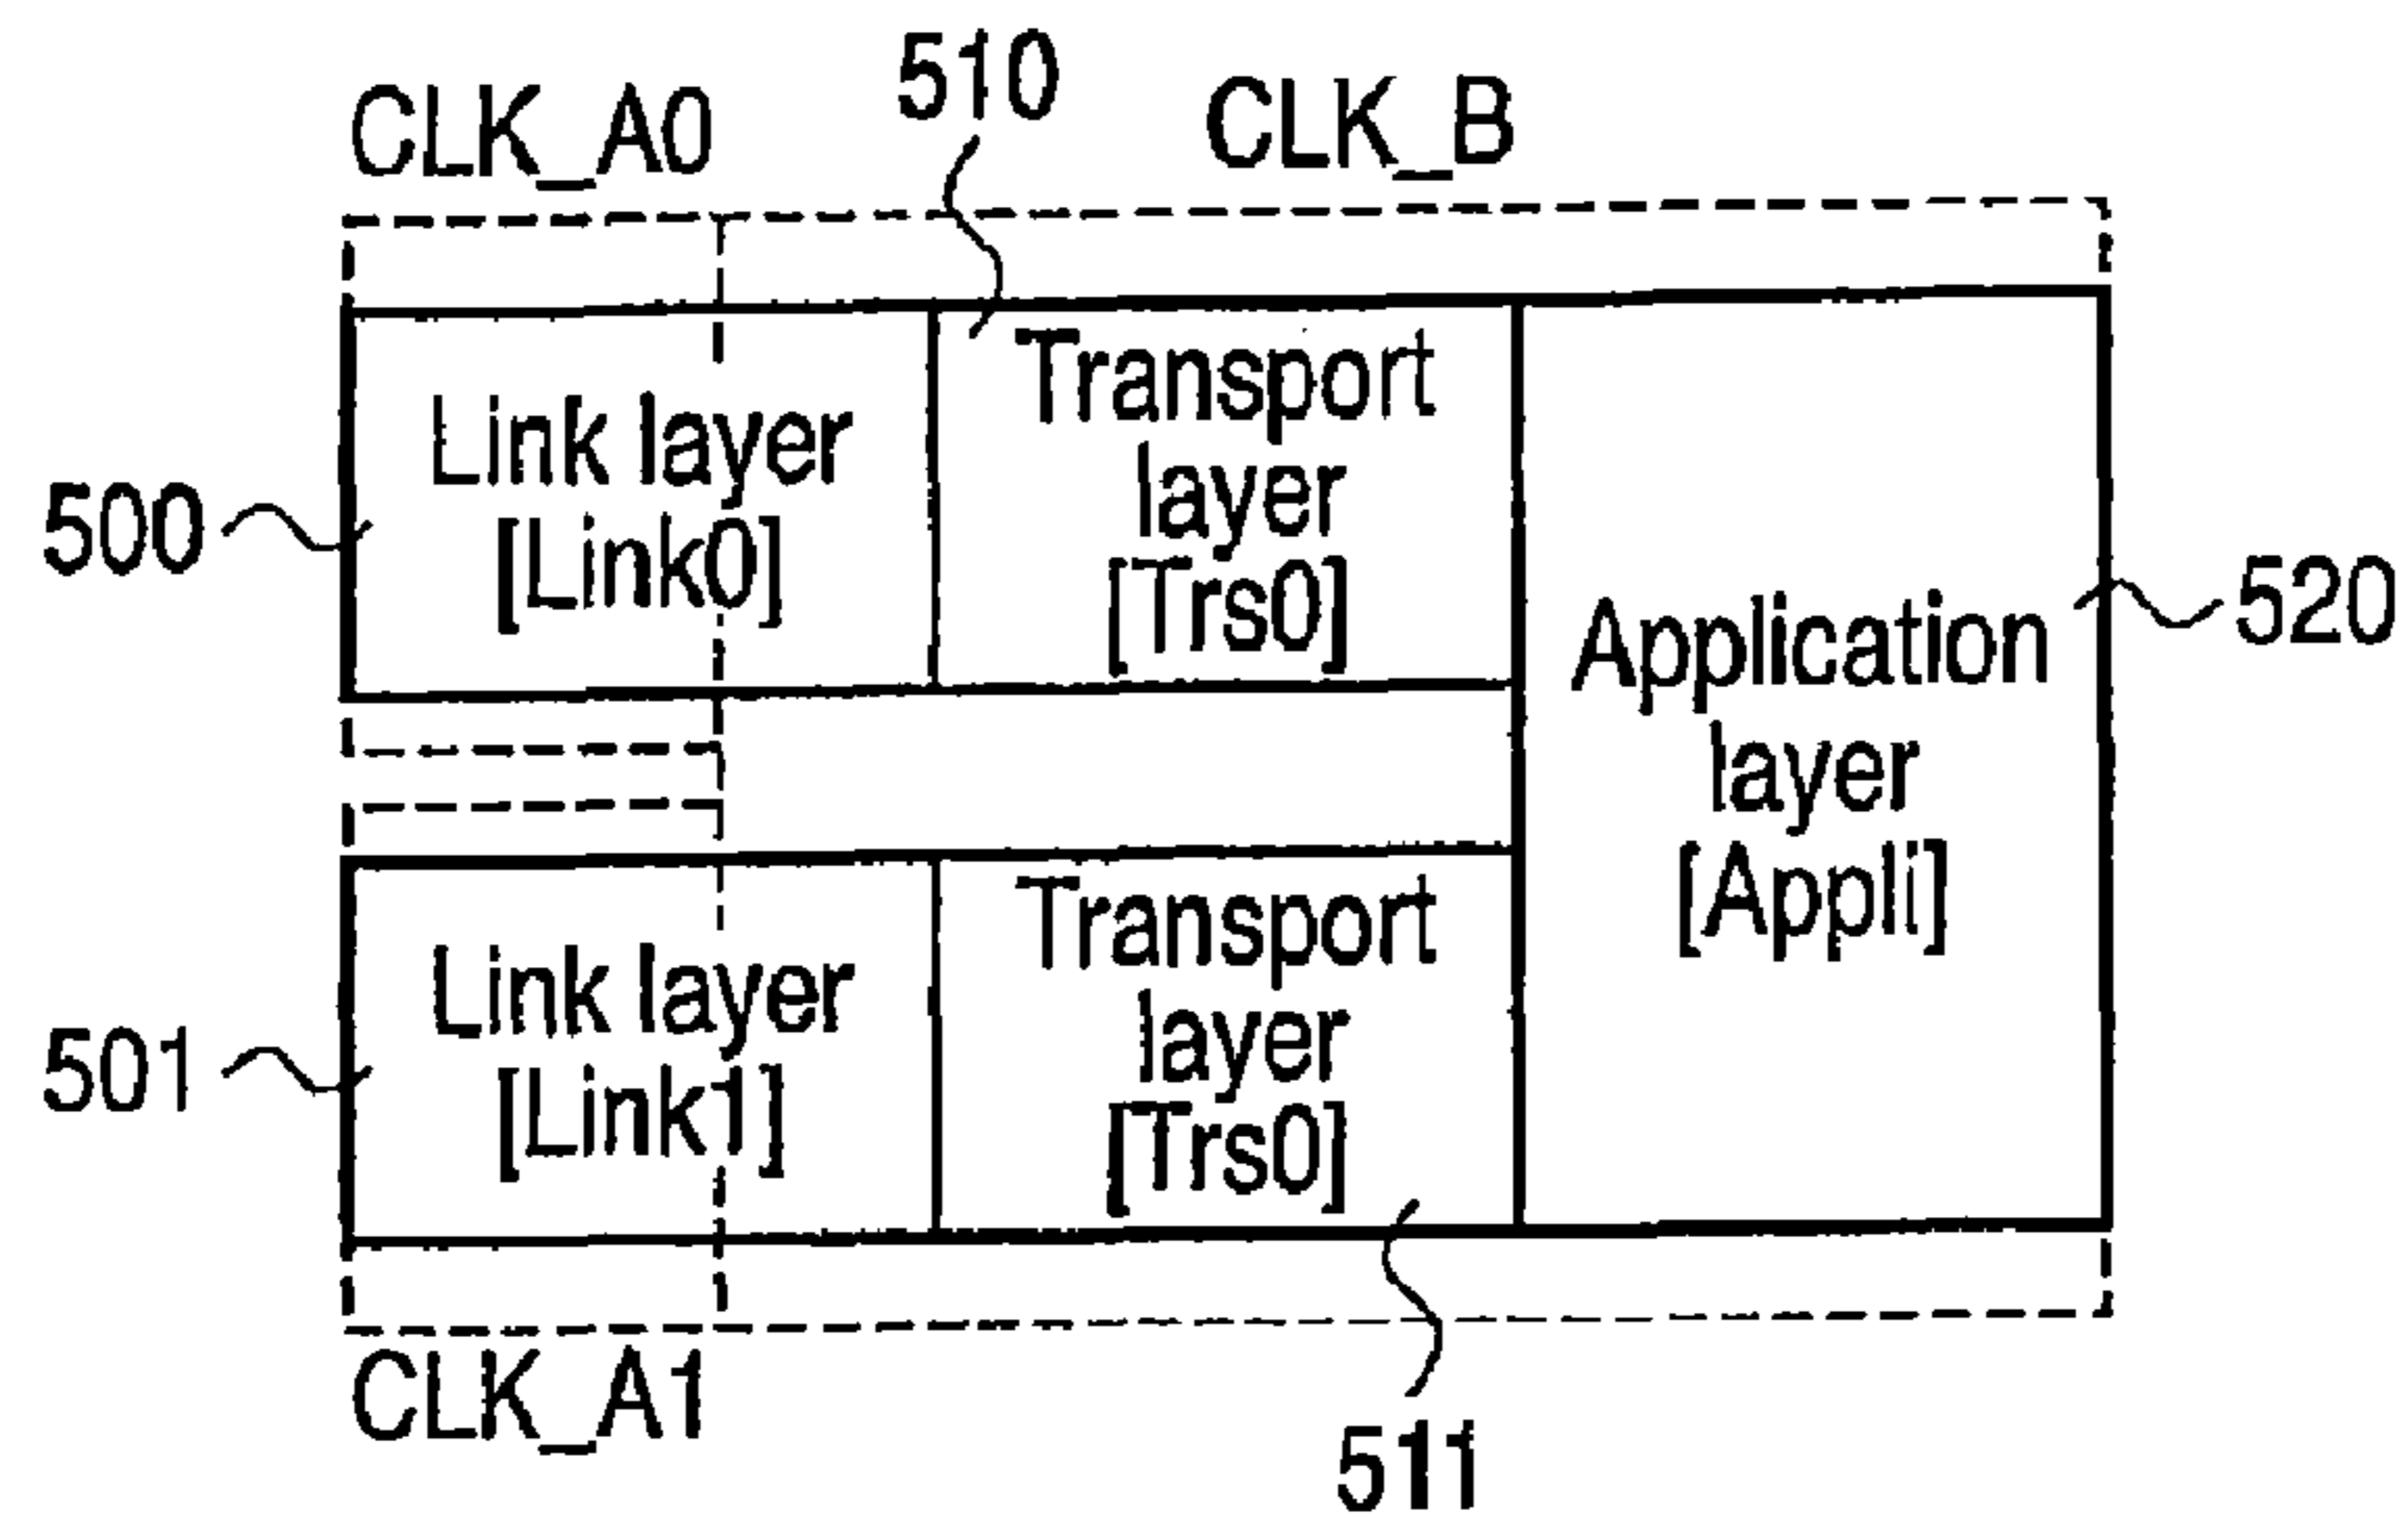 510
CLK_A0
CLK_B
Link layer
[Link0]
Transport
layer
[Trs0]
500
Application
layer
[Appli]
520
Link layer
[Link1]
Transport
layer
[Trs0]
501
CLK_A1
511